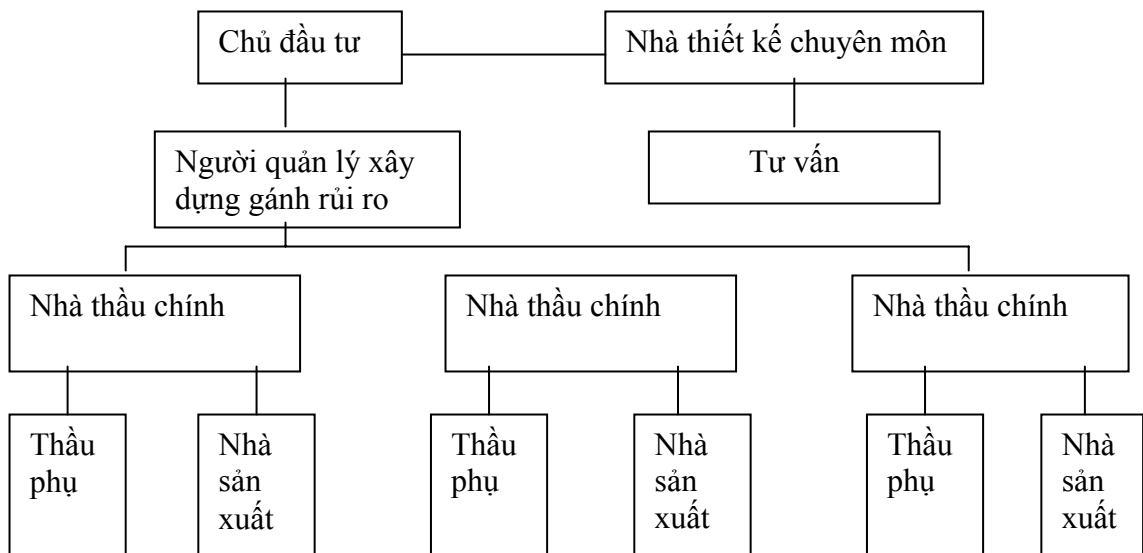 Chủ đầu tư
Nhà thiết kế chuyên môn
Người quản lý xây
dựng gánh rủi ro
Tư vấn
Nhà thầu chính
Nhà thầu chính
Nhà thầu chính
Thầu
phụ
Nhà
sản
xuất
Thầu
phụ
Nhà
sản
xuất
Thầu
phụ
Nhà
sản
xuất